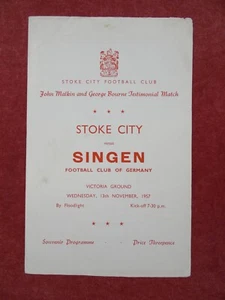 STOKE CITY FOOTBALL CLUB
John Malkin and George Bourne Testimonial Match
STOKE CITY
versus
SINGEN
FOOTBALL CLUB OF GERMANY
VICTORIA GROUND
WEDNESDAY, 13th NOVEMBER, 1957
By Floodlight Kick-off 7-30 p.m.
Souvenir Programme Price Threepence